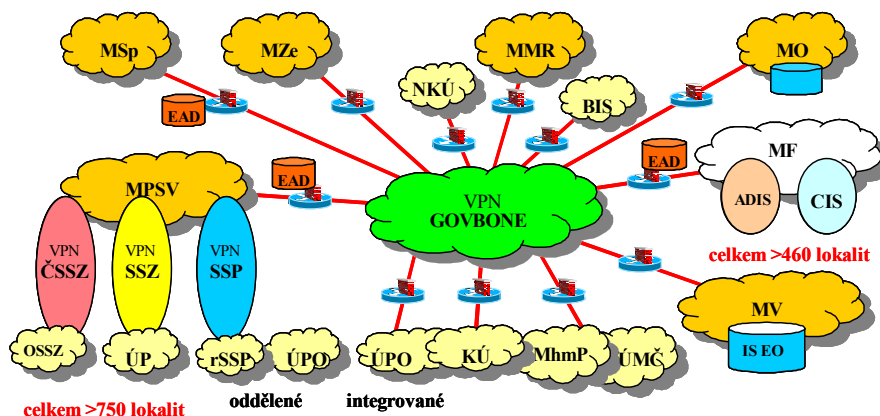 MSp
MZe
MMR
MO
NKÚ
BIS
EAD
EAD
EAD
MF
MPSV
VPN
GOVBONE
ADIS
CIS
VPN
ČSSZ
VPN
SSZ
VPN
SSP
celkem >460 lokalit
MV
IS EO
OSSZ
ÚP
rSSP
ÚPO
ÚPO
KÚ
MhmP
ÚMČ
oddělené
integrované
celkem >750 lokalit